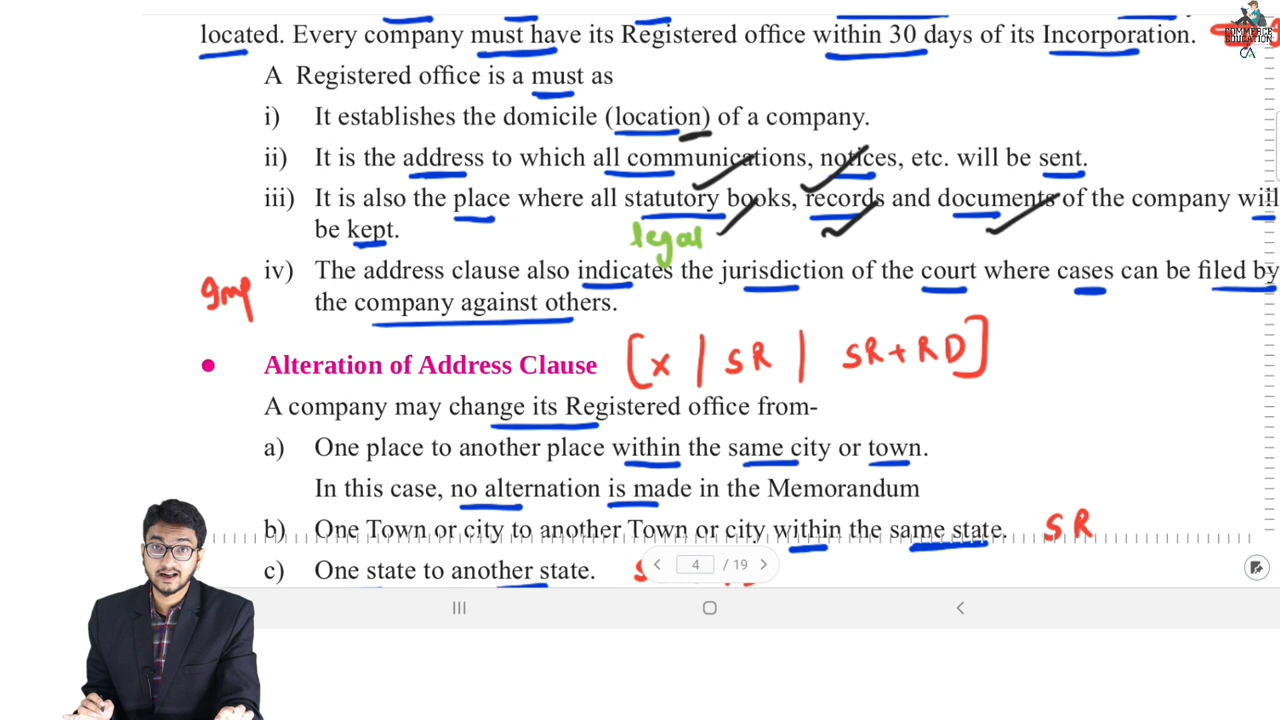 located. Every company must have its Registered office within 30 days of its Incorporation.
COMMERCE
EDUCATION
CA
A Registered office is a must as
i) It establishes the domicile (location) of a company.
ii) It is the address to which all communications, notices, etc. will be sent.
iii) It is also the place where all statutory books, records and documents of the company will
be kept.
legal
iv) The address clause also indicates the jurisdiction of the court where cases can be filed by
Imp
the company against others.
• Alteration of Address Clause [x | SR | SR+RD]
A company may change its Registered office from-
a) One place to another place within the same city or town.
In this case, no alternation is made in the Memorandum
b) One Town or city to another Town or city within the same state. SR
c) One state to another state.
4 / 19